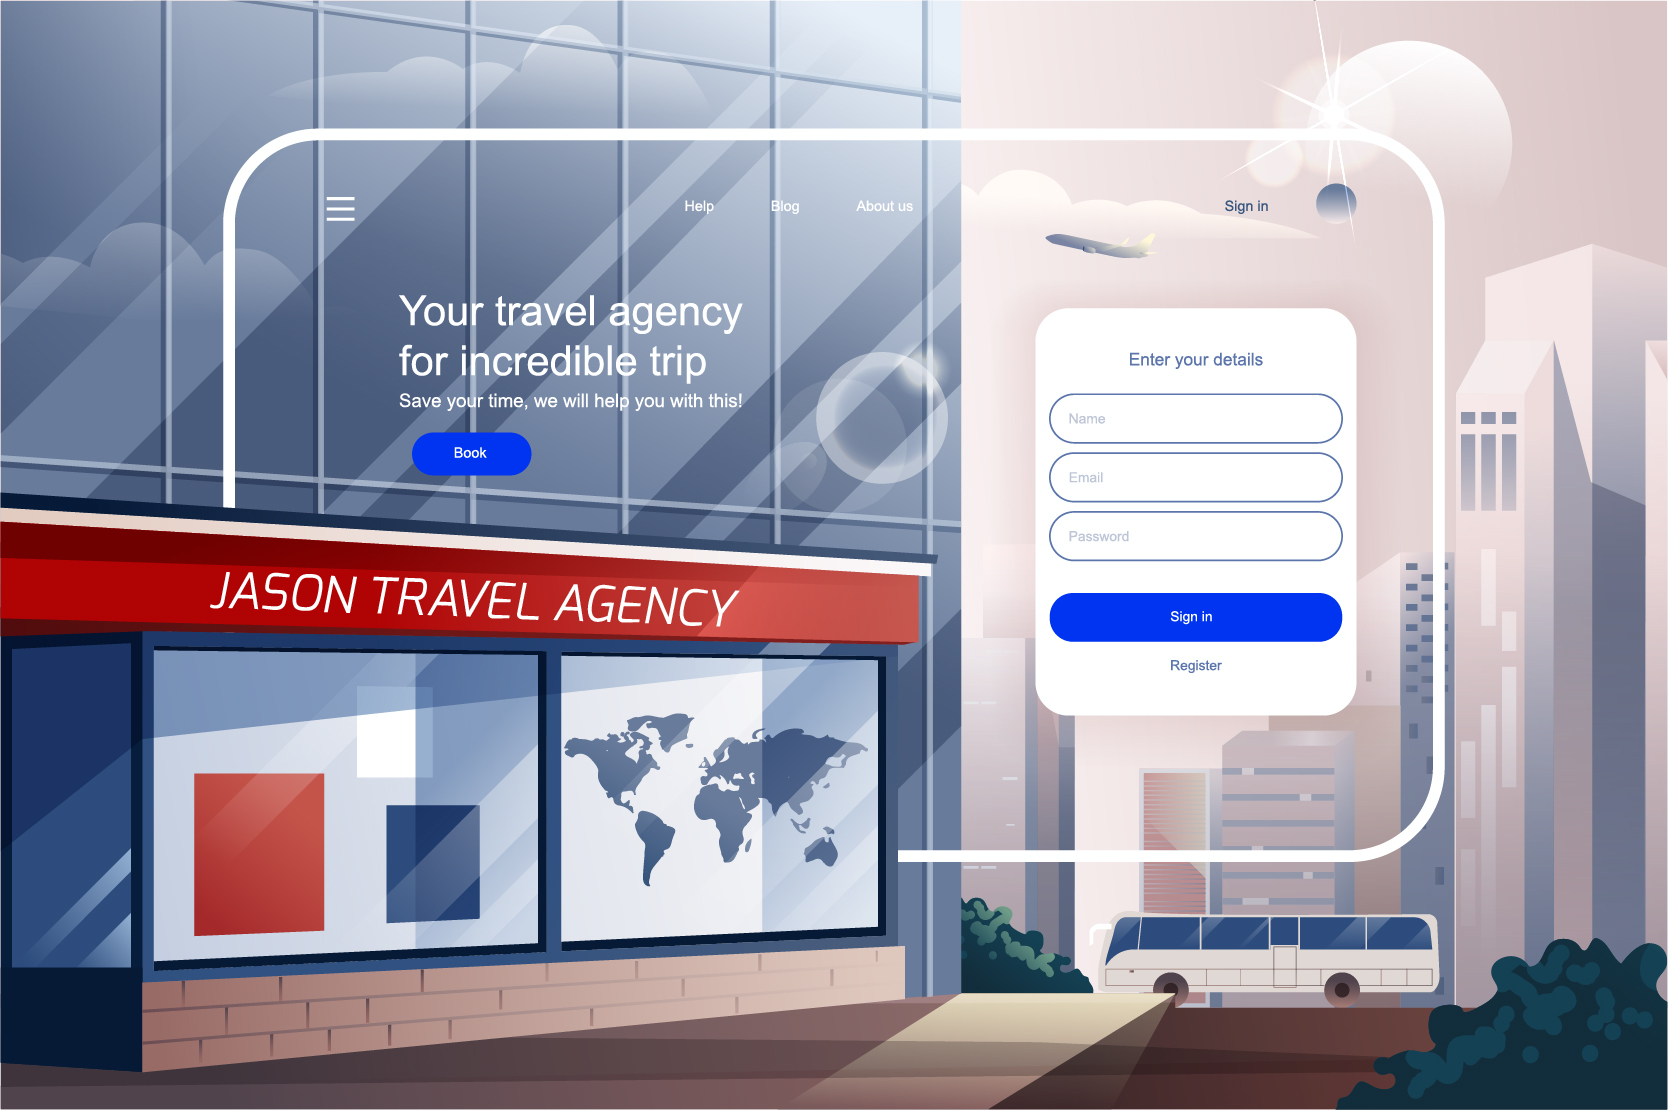 Help
Blog
About us
Sign in
Your travel agency
for incredible trip
Save your time, we will help you with this!
Book
Enter your details
Name
Email
Password
Sign in
Register
JASON TRAVEL AGENCY